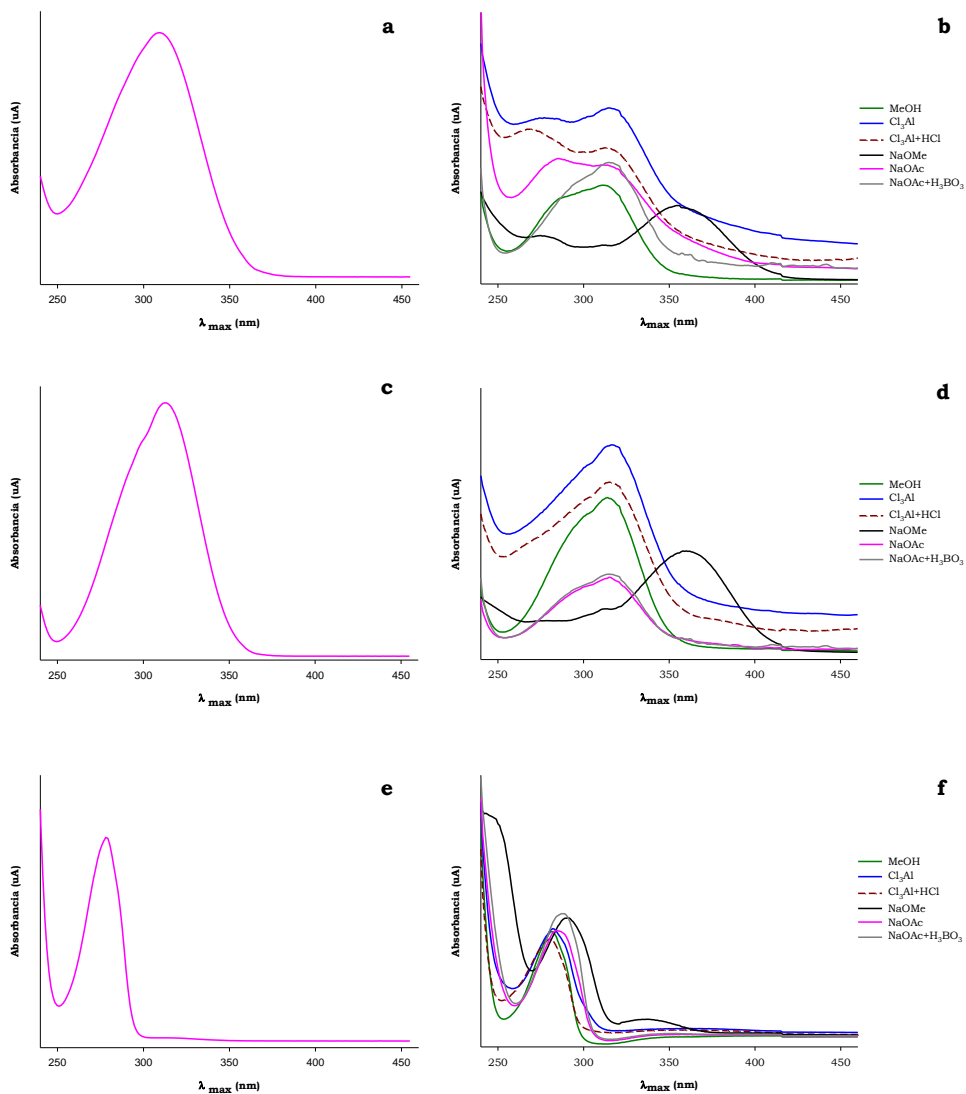 a
Absorbancia (uA)
250 300 350 400 450
λ max (nm)
b
Absorbancia (uA)
MeOH
Cl3Al
Cl3Al+HCl
NaOMe
NaOAc
NaOAc+H3BO3
250 300 350 400 450
λmax (nm)
c
Absorbancia (uA)
250 300 350 400 450
λ max (nm)
d
Absorbancia (uA)
MeOH
Cl3Al
Cl3Al+HCl
NaOMe
NaOAc
NaOAc+H3BO3
250 300 350 400 450
λmax (nm)
e
Absorbancia (uA)
250 300 350 400 450
λ max (nm)
f
Absorbancia (uA)
MeOH
Cl3Al
Cl3Al+HCl
NaOMe
NaOAc
NaOAc+H3BO3
250 300 350 400 450
λmax (nm)